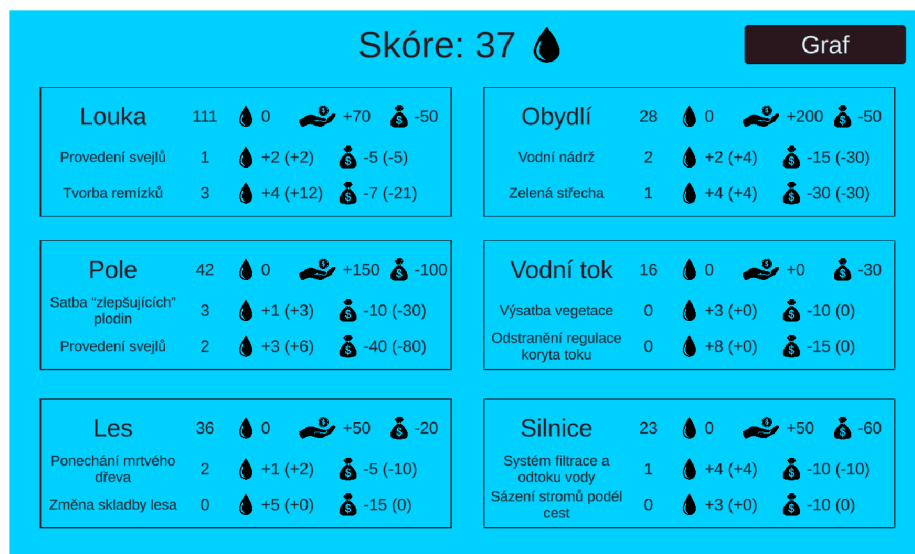 Skóre: 37
Graf
Louka 111 0 +70 -50
Provedení svejlů 1 +2 (+2) -5 (-5)
Tvorba remízků 3 +4 (+12) -7 (-21)
Obydlí 28 0 +200 -50
Vodní nádrž 2 +2 (+4) -15 (-30)
Zelená střecha 1 +4 (+4) -30 (-30)
Pole 42 0 +150 -100
Satba “zlepšujících”
plodin 3 +1 (+3) -10 (-30)
Provedení svejlů 2 +3 (+6) -40 (-80)
Vodní tok 16 0 +0 -30
Výsatba vegetace 0 +3 (+0) -10 (0)
Odstranění regulace
koryta toku 0 +8 (+0) -15 (0)
Les 36 0 +50 -20
Ponechání mrtvého
dřeva 2 +1 (+2) -5 (-10)
Změna skladby lesa 0 +5 (+0) -15 (0)
Silnice 23 0 +50 -60
Systém filtrace a
odtoku vody 1 +4 (+4) -10 (-10)
Sázení stromů podél
cest 0 +3 (+0) -10 (0)